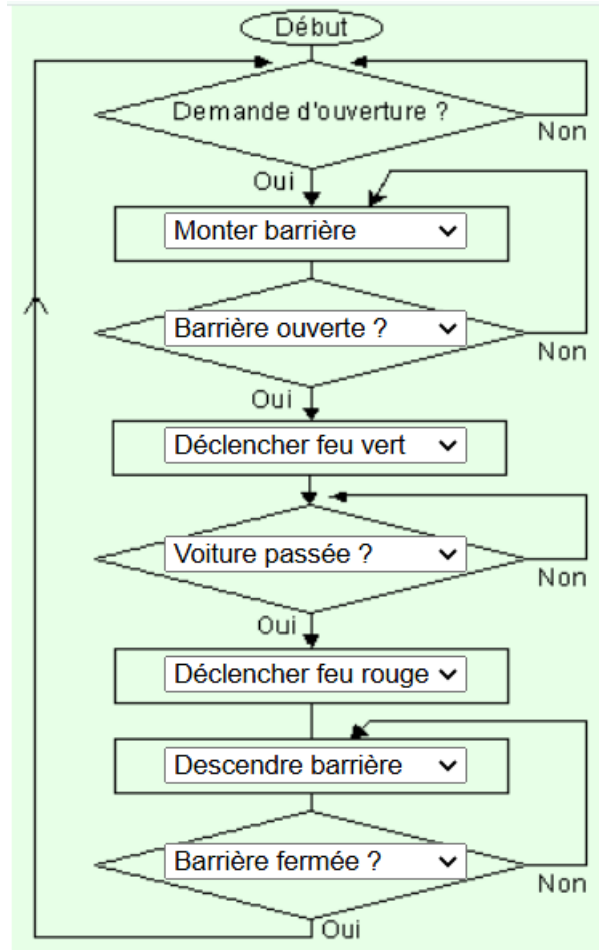 Début
Demande d'ouverture ?
Non
Oui
Monter barrière
Barrière ouverte ?
Non
Oui
Déclencher feu vert
Voiture passée ?
Non
Oui
Déclencher feu rouge
Descendre barrière
Barrière fermée ?
Non
Oui